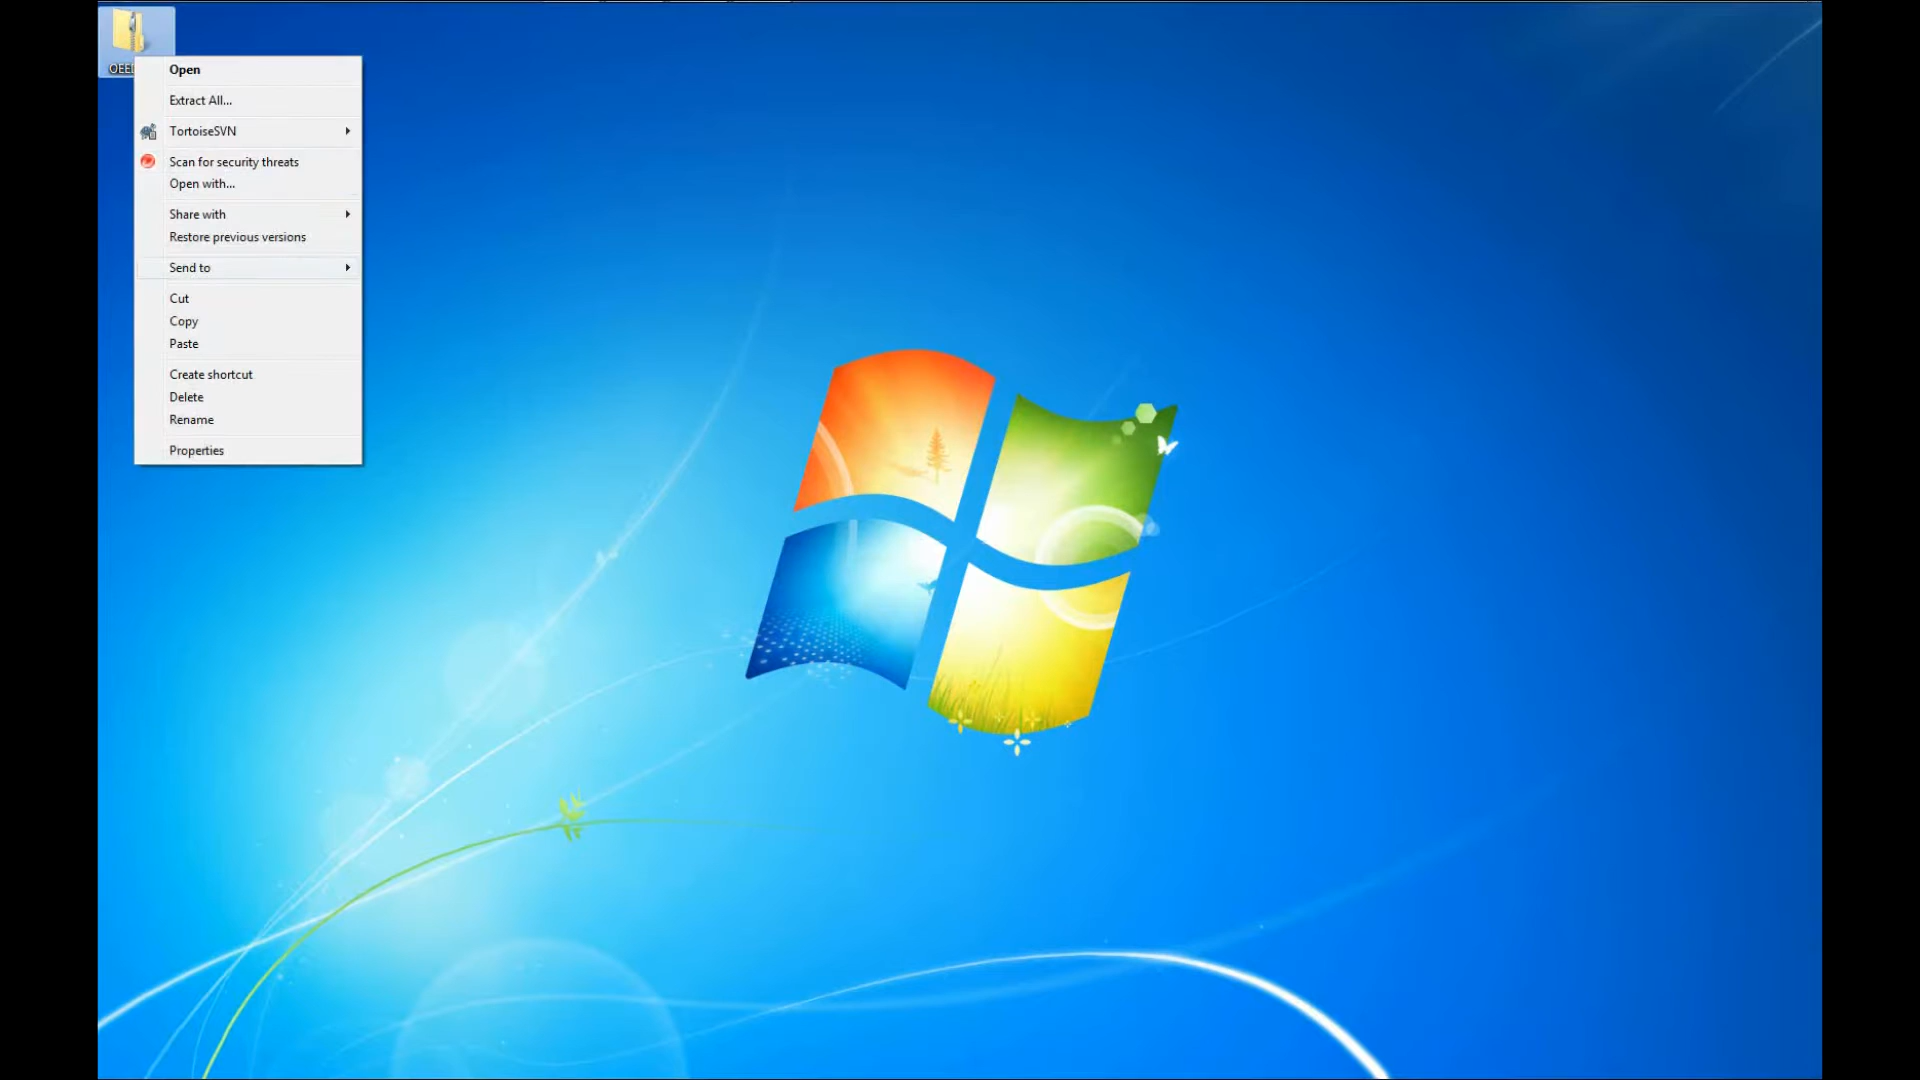 Open
Extract All...
TortoiseSVN
Scan for security threats
Open with...
Share with
Restore previous versions
Send to
Cut
Copy
Paste
Create shortcut
Delete
Rename
Properties